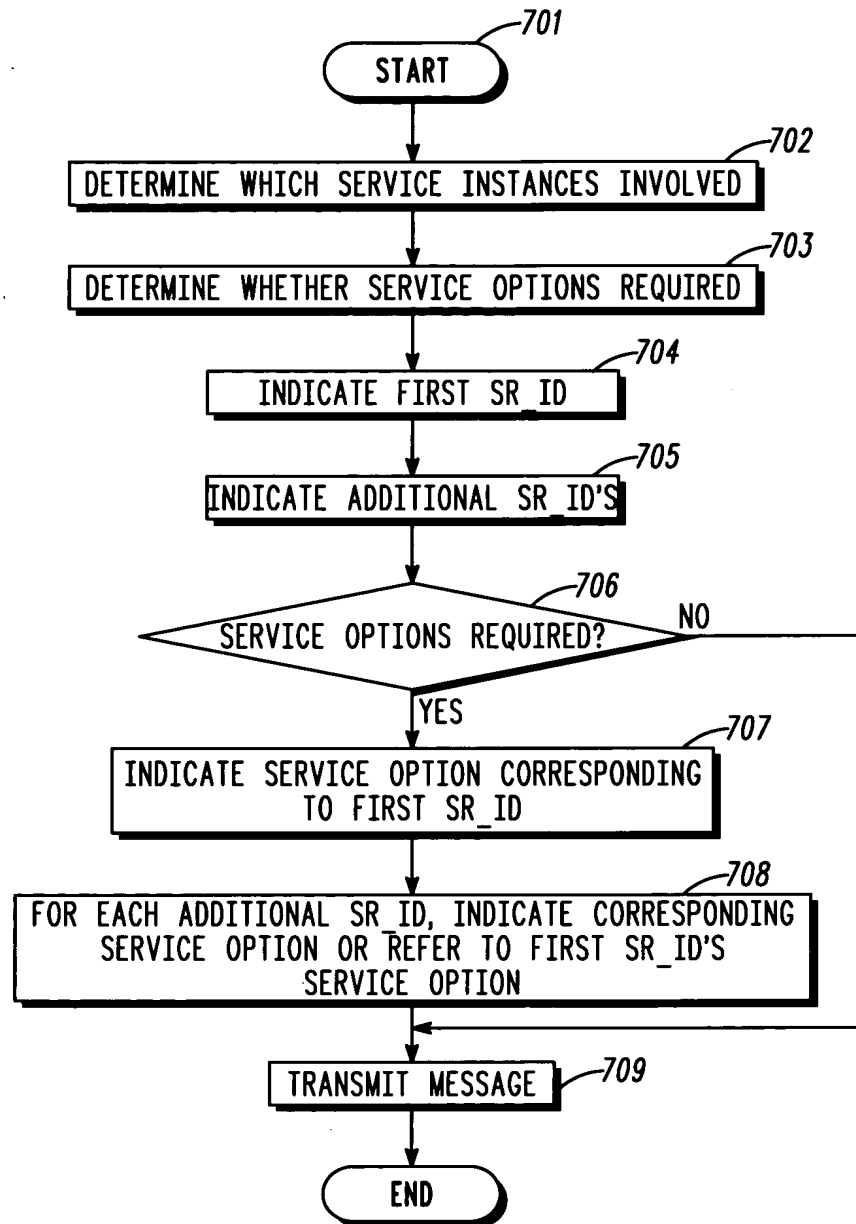 701
START
702
DETERMINE WHICH SERVICE INSTANCES INVOLVED
703
DETERMINE WHETHER SERVICE OPTIONS REQUIRED
704
INDICATE FIRST SR_ID
705
INDICATE ADDITIONAL SR_ID'S
706
SERVICE OPTIONS REQUIRED?
NO
YES
707
INDICATE SERVICE OPTION CORRESPONDING
TO FIRST SR_ID
708
FOR EACH ADDITIONAL SR_ID, INDICATE CORRESPONDING
SERVICE OPTION OR REFER TO FIRST SR_ID'S
SERVICE OPTION
TRANSMIT MESSAGE
709
END